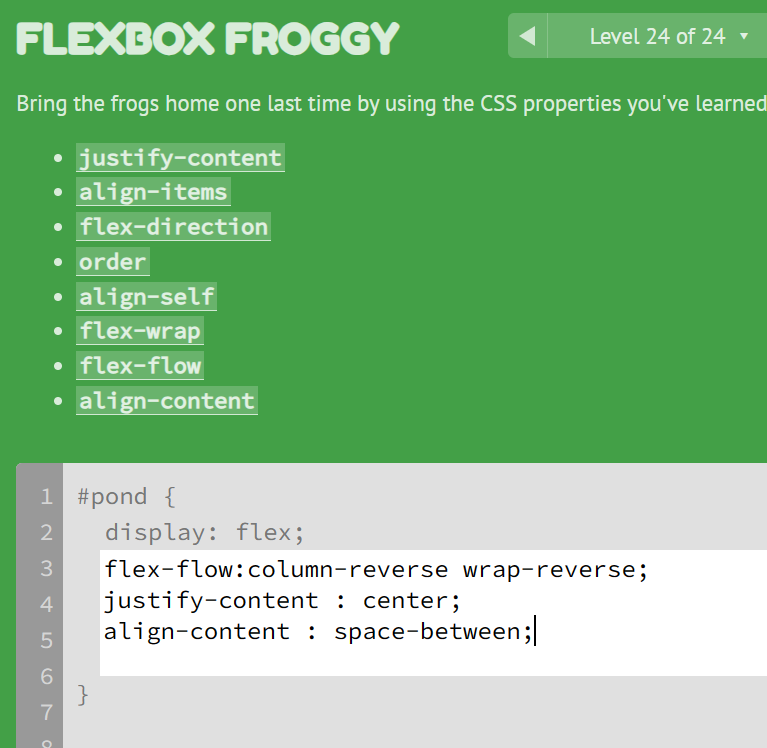 FLEXBOX FROGGY
Level 24 of 24
Bring the frogs home one last time by using the CSS properties you've learned
justify-content
align-items
flex-direction
order
align-self
flex-wrap
flex-flow
align-content
1 #pond {
2 display: flex;
3 flex-flow:column-reverse wrap-reverse;
4 justify-content : center;
5 align-content : space-between;
6
7 }
8